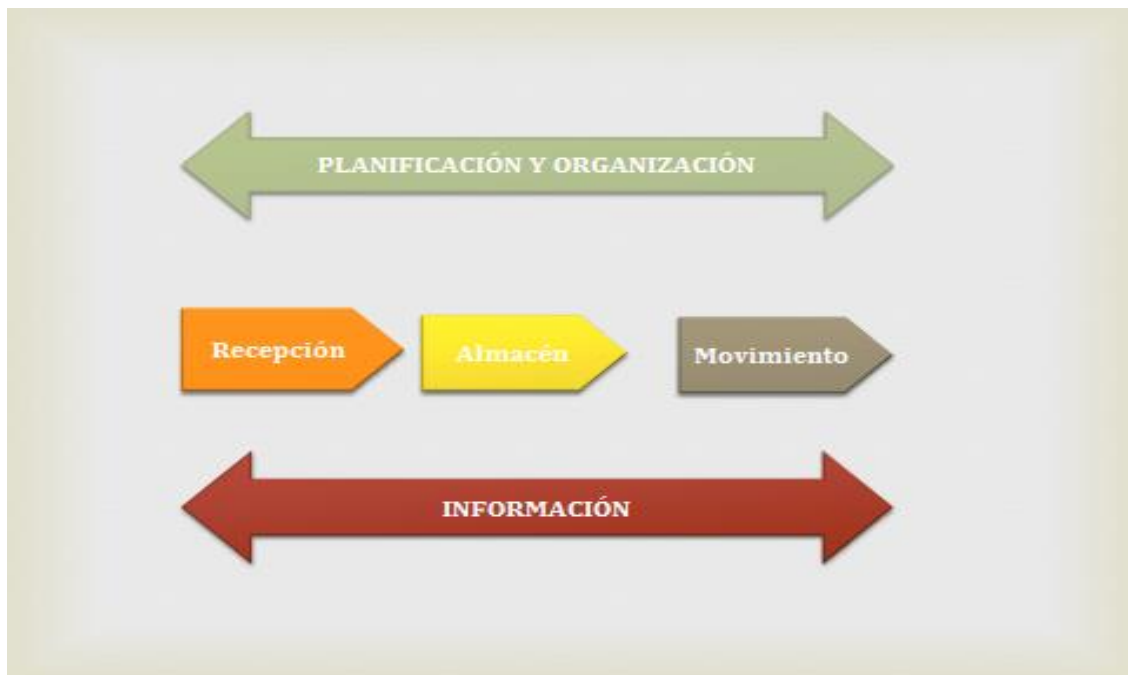 PLANIFICACIÓN Y ORGANIZACIÓN
Recepción
Almacén
Movimiento
INFORMACIÓN